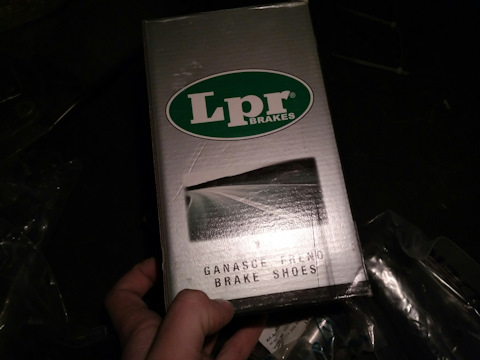 Lpr®
BRAKES
GANASCE FRENO
BRAKE SHOES